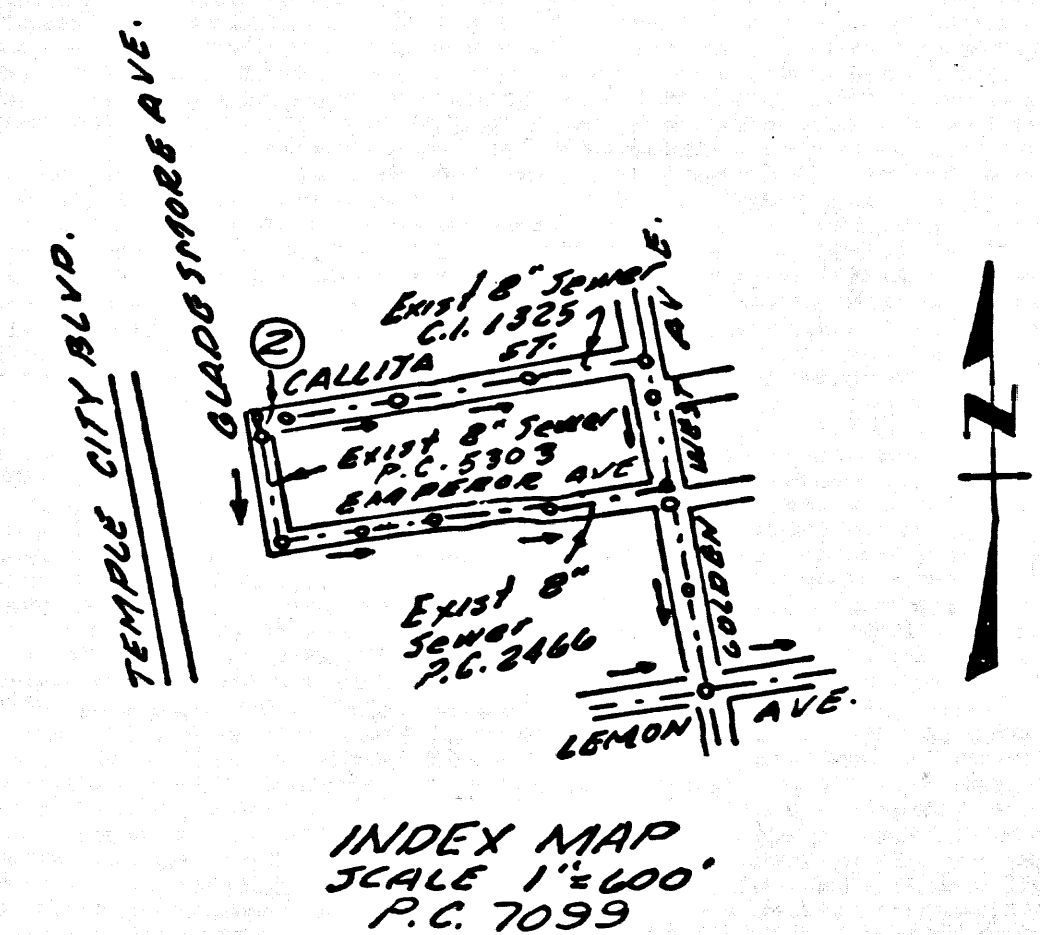 TEMPLE CITY BLVD.
GLADESMORE AVE.
Exist 8" Sewer
C.I. 1325
2
CALLITA ST.
Exist 8" Sewer
P.C. 5303
EMPEROR AVE
GOLDEN WEST AVE.
Exist 8"
Sewer
P.C. 2466
LEMON AVE.
N
INDEX MAP
SCALE 1"=600'
P.C. 7099